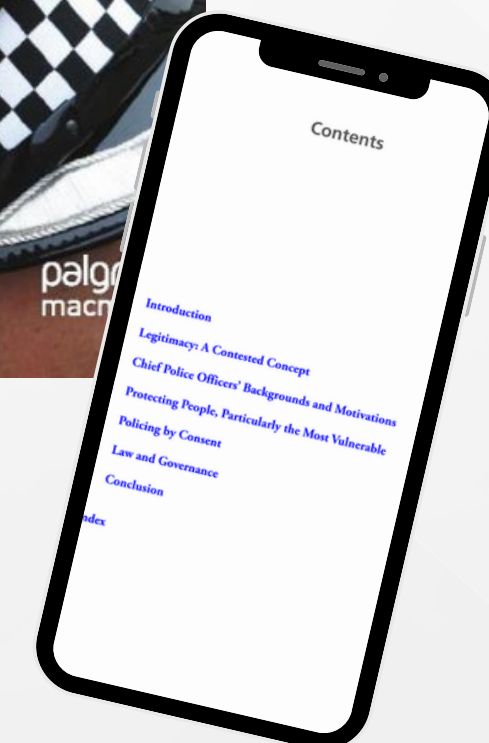 Contents
palgr
macm
Introduction
Legitimacy: A Contested Concept
Chief Police Officers' Backgrounds and Motivations
Protecting People, Particularly the Most Vulnerable
Policing by Consent
Law and Governance
Conclusion
ndex